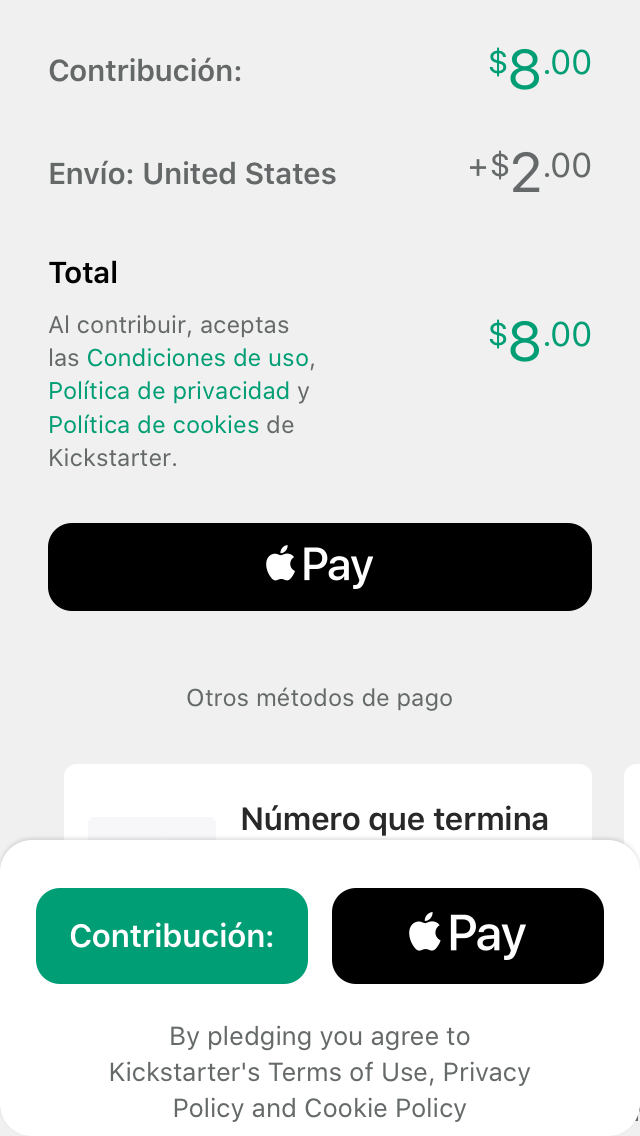 Contribución: $8.00
Envío: United States +$2.00
Total
Al contribuir, aceptas
las Condiciones de uso,
Política de privacidad y
Política de cookies de
Kickstarter.
$8.00
Pay
Otros métodos de pago
Número que termina
Contribución: Pay
By pledging you agree to
Kickstarter's Terms of Use, Privacy
Policy and Cookie Policy